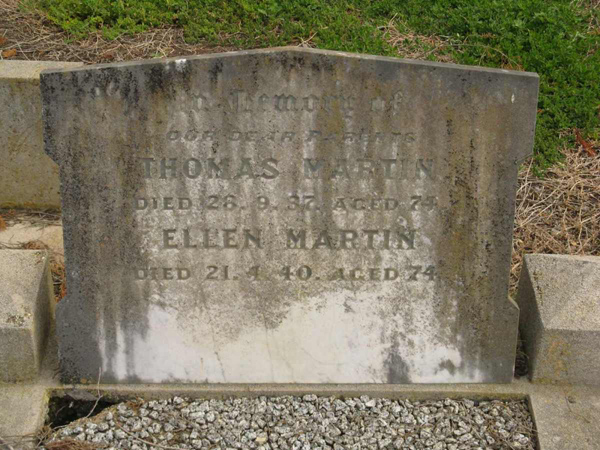 In Memory of
OUR DEAR PARENTS
THOMAS MARTIN
DIED 28. 9. 37. AGED 74
ELLEN MARTIN
DIED 21. 4. 40. AGED 74